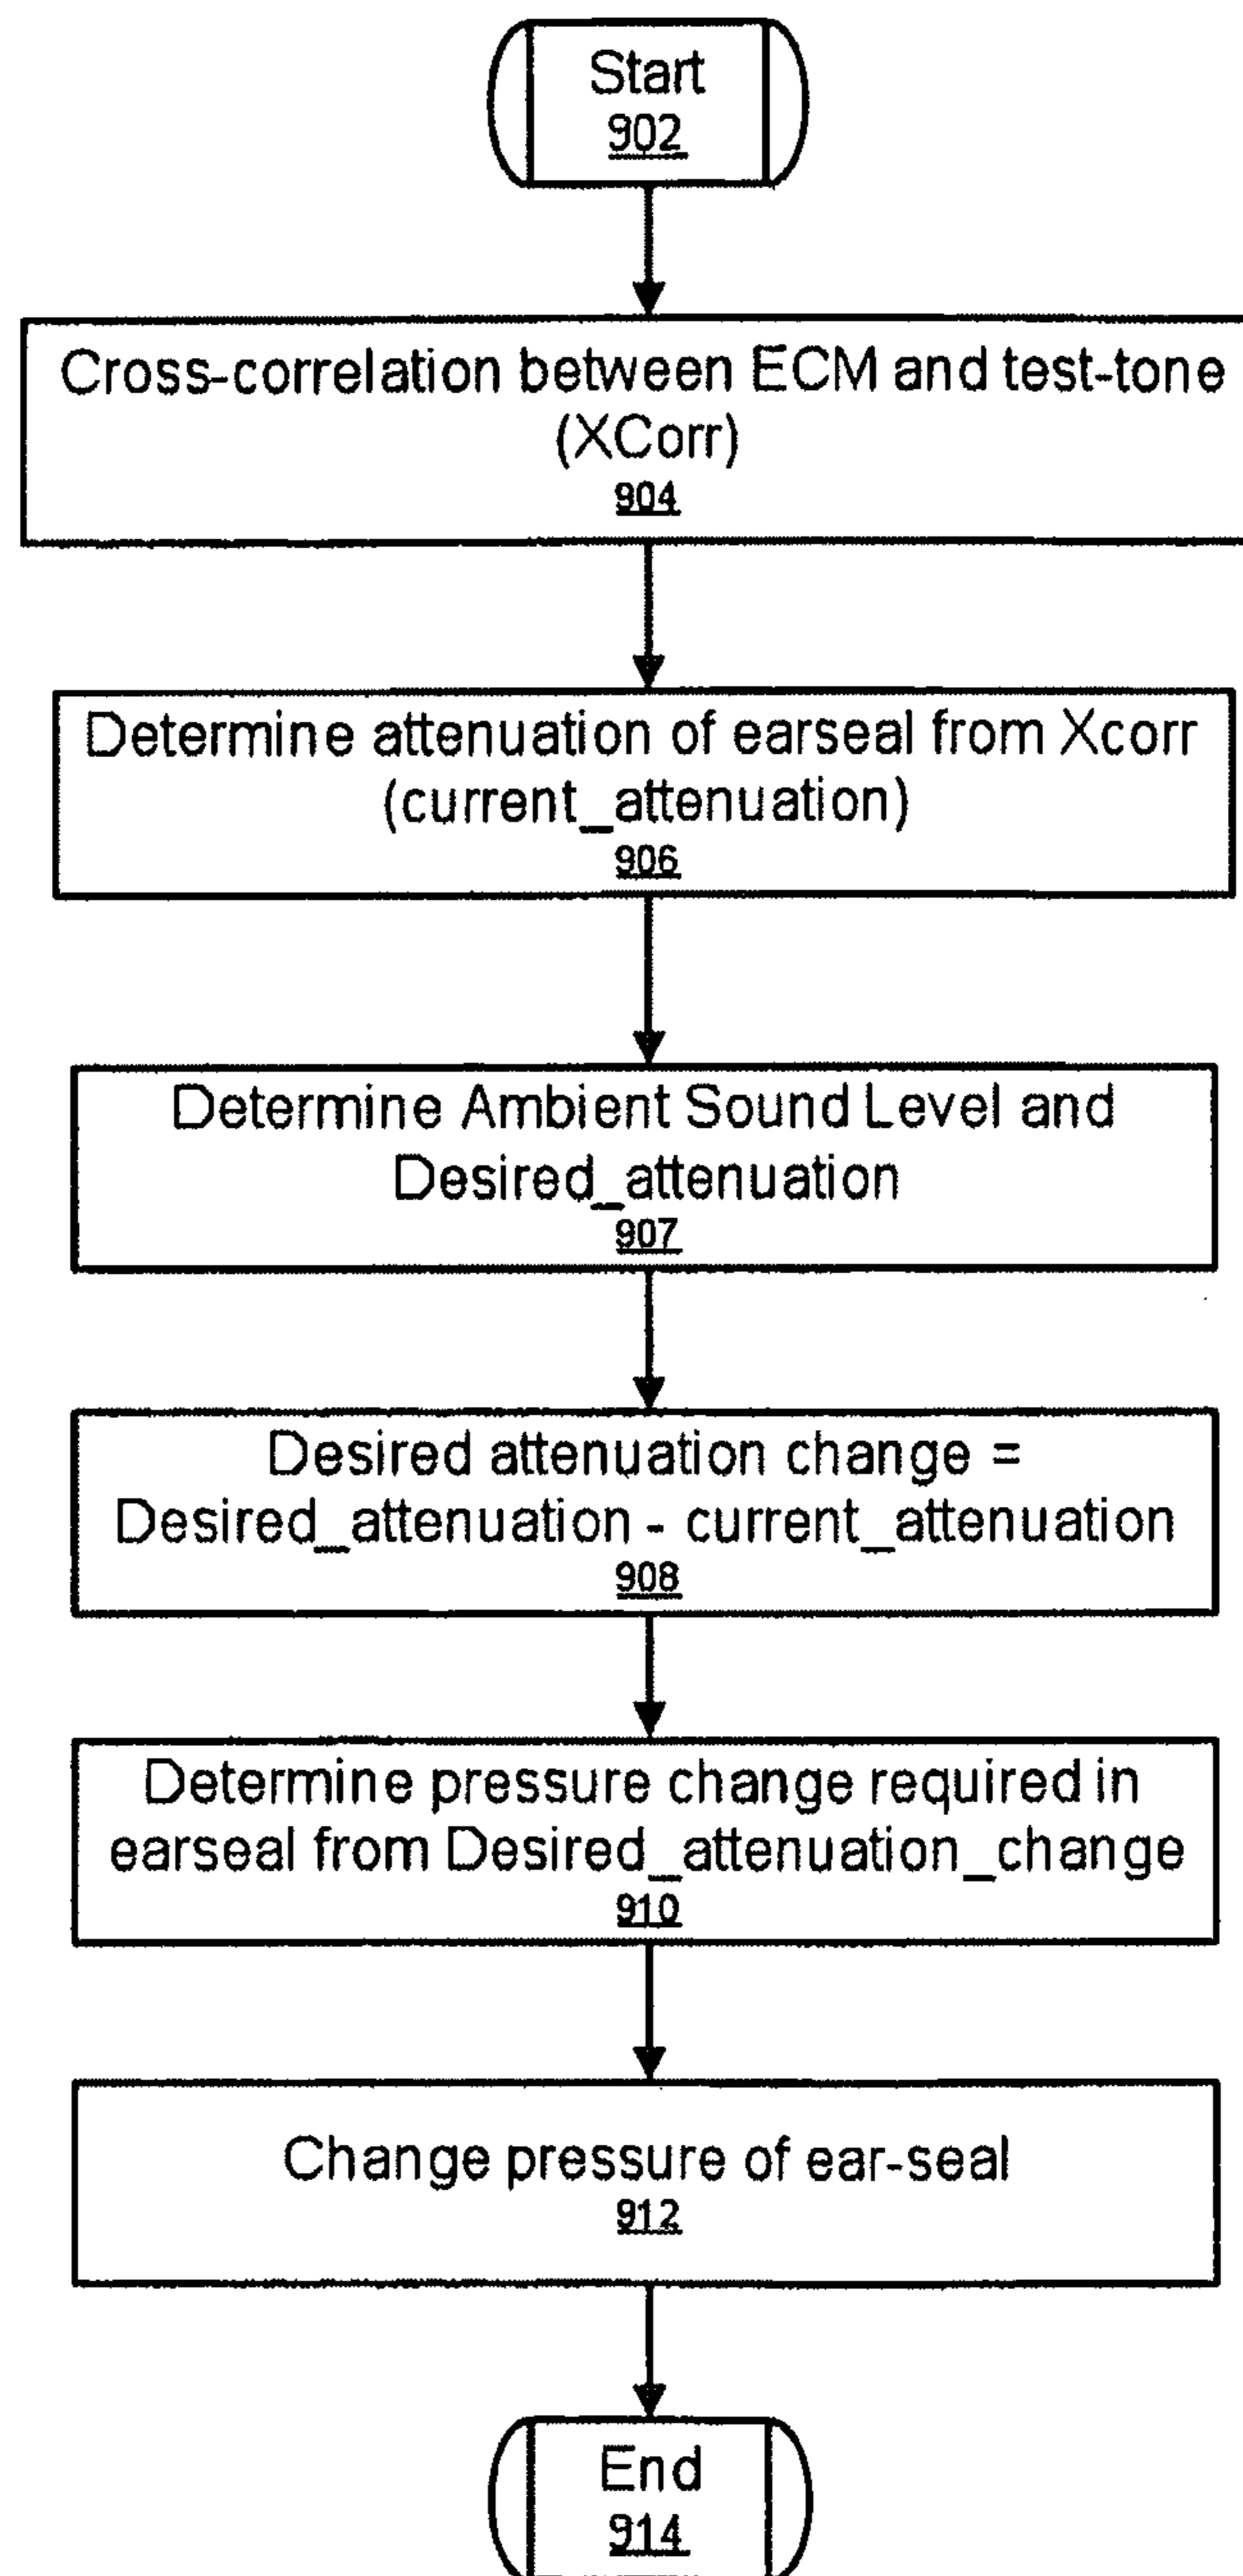 Start
902
Cross-correlation between ECM and test-tone
(XCorr)
904
Determine attenuation of earseal from Xcorr
(current_attenuation)
906
Determine Ambient Sound Level and
Desired_attenuation
907
Desired attenuation change =
Desired_attenuation - current_attenuation
908
Determine pressure change required in
earseal from Desired_attenuation_change
910
Change pressure of ear-seal
912
End
914